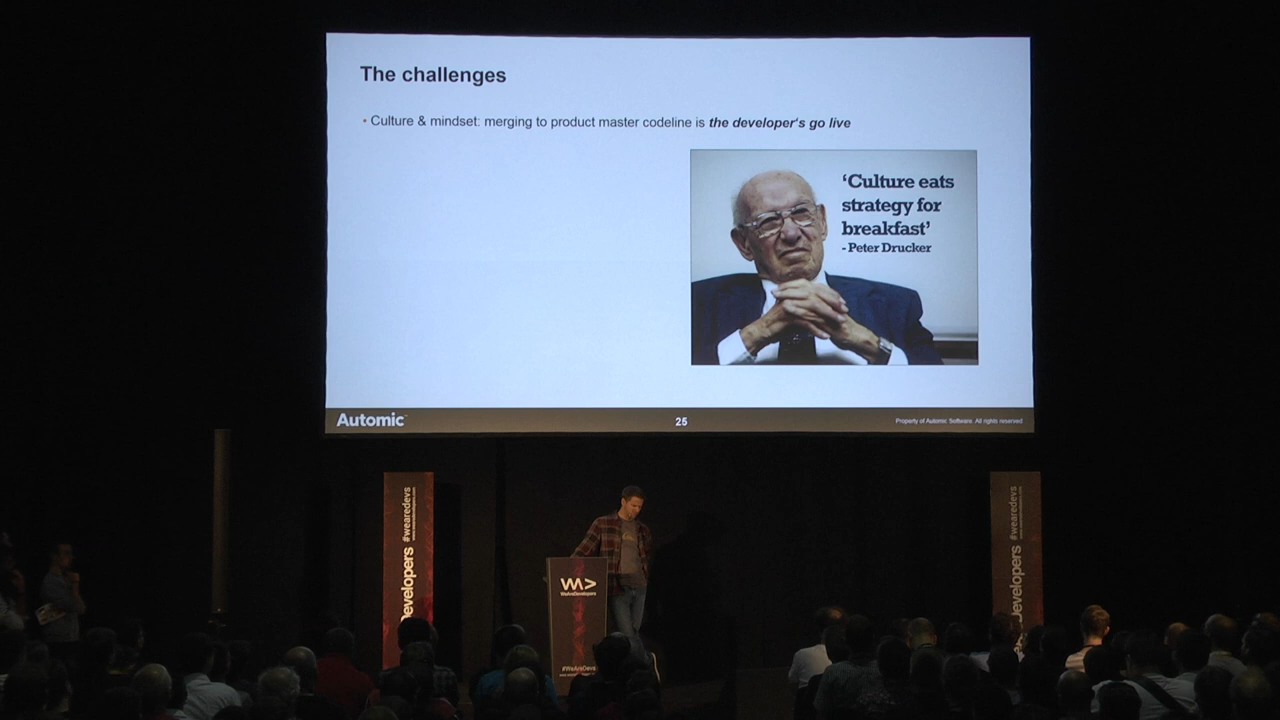 The challenges
• Culture & mindset: merging to product master codeline is the developer's go live
‘Culture eats
strategy for
breakfast’
- Peter Drucker
Automic
25
Property of Automic Software. All rights reserved
Developers #wearedevs
WeAreDevelopers
#WeAreDevs
Developers #wearedevs